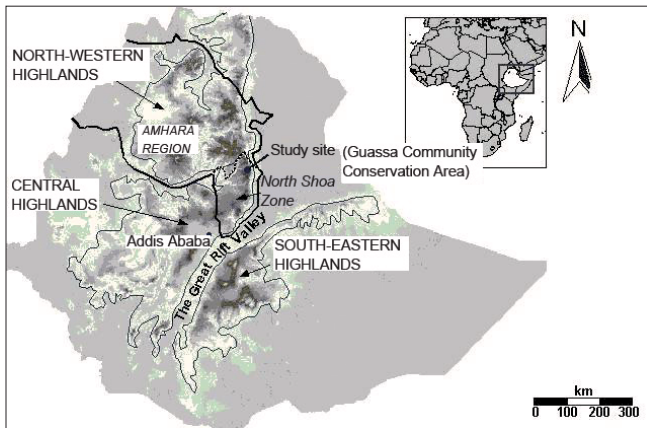 NORTH-WESTERN
HIGHLANDS
N
AMHARA
REGION
Study site
(Guassa Community
Conservation Area)
CENTRAL
HIGHLANDS
North Shoa
Zone
Addis Ababa
The Great Rift Valley
SOUTH-EASTERN
HIGHLANDS
km
0 100 200 300